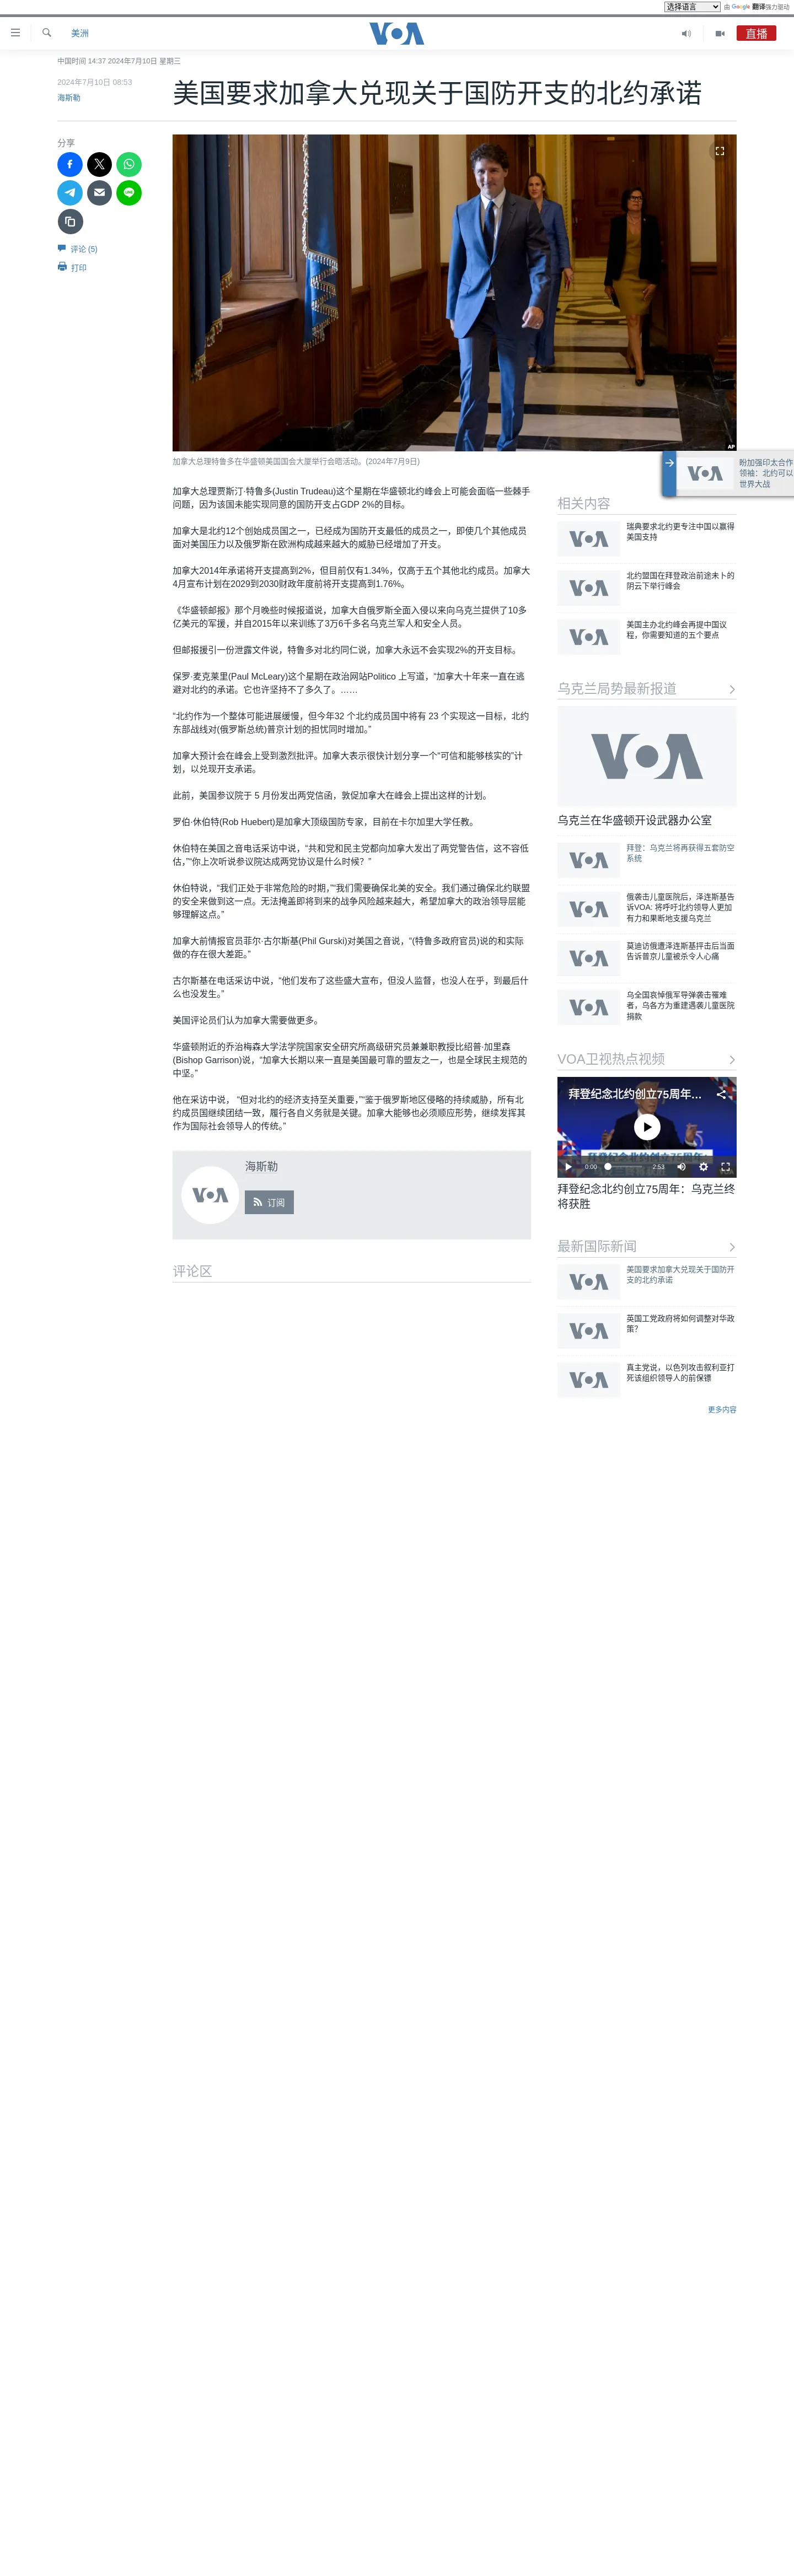 选择语言
由 Google 翻译强力驱动
美洲
VOA
直播
中国时间 14:37 2024年7月10日 星期三
2024年7月10日 08:53
海斯勒
美国要求加拿大兑现关于国防开支的北约承诺
分享
评论 (5)
打印
AP
加拿大总理特鲁多在华盛顿美国国会大厦举行会晤活动。(2024年7月9日)
加拿大总理贾斯汀·特鲁多(Justin Trudeau)这个星期在华盛顿北约峰会上可能会面临一些棘手
问题，因为该国未能实现同意的国防开支占GDP 2%的目标。
加拿大是北约12个创始成员国之一，已经成为国防开支最低的成员之一，即使几个其他成员
面对美国压力以及俄罗斯在欧洲构成越来越大的威胁已经增加了开支。
加拿大2014年承诺将开支提高到2%，但目前仅有1.34%，仅高于五个其他北约成员。加拿大
4月宣布计划在2029到2030财政年度前将开支提高到1.76%。
《华盛顿邮报》那个月晚些时候报道说，加拿大自俄罗斯全面入侵以来向乌克兰提供了10多
亿美元的军援，并自2015年以来训练了3万6千多名乌克兰军人和安全人员。
但邮报援引一份泄露文件说，特鲁多对北约同仁说，加拿大永远不会实现2%的开支目标。
保罗·麦克莱里(Paul McLeary)这个星期在政治网站Politico 上写道，“加拿大十年来一直在逃
避对北约的承诺。它也许坚持不了多久了。……
“北约作为一个整体可能进展缓慢，但今年32 个北约成员国中将有 23 个实现这一目标，北约
东部战线对(俄罗斯总统)普京计划的担忧同时增加。”
加拿大预计会在峰会上受到激烈批评。加拿大表示很快计划分享一个“可信和能够核实的”计
划，以兑现开支承诺。
此前，美国参议院于 5 月份发出两党信函，敦促加拿大在峰会上提出这样的计划。
罗伯·休伯特(Rob Huebert)是加拿大顶级国防专家，目前在卡尔加里大学任教。
休伯特在美国之音电话采访中说，“共和党和民主党都向加拿大发出了两党警告信，这不容低
估，”“你上次听说参议院达成两党协议是什么时候？”
休伯特说，“我们正处于非常危险的时期，”“我们需要确保北美的安全。我们通过确保北约联盟
的安全来做到这一点。无法掩盖即将到来的战争风险越来越大，希望加拿大的政治领导层能
够理解这点。”
加拿大前情报官员菲尔·古尔斯基(Phil Gurski)对美国之音说，“(特鲁多政府官员)说的和实际
做的存在很大差距。”
古尔斯基在电话采访中说，“他们发布了这些盛大宣布，但没人监督，也没人在乎，到最后什
么也没发生。”
美国评论员们认为加拿大需要做更多。
华盛顿附近的乔治梅森大学法学院国家安全研究所高级研究员兼兼职教授比绍普·加里森
(Bishop Garrison)说，“加拿大长期以来一直是美国最可靠的盟友之一，也是全球民主规范的
中坚。”
他在采访中说， “但对北约的经济支持至关重要，”“鉴于俄罗斯地区侵略的持续威胁，所有北
约成员国继续团结一致，履行各自义务就是关键。加拿大能够也必须顺应形势，继续发挥其
作为国际社会领导人的传统。”
VOA
海斯勒
订阅
评论区
VOA
盼加强印太合作
领袖：北约可以
世界大战
相关内容
VOA
瑞典要求北约更专注中国以赢得
美国支持
VOA
北约盟国在拜登政治前途未卜的
阴云下举行峰会
VOA
美国主办北约峰会再提中国议
程，你需要知道的五个要点
乌克兰局势最新报道
VOA
乌克兰在华盛顿开设武器办公室
VOA
拜登：乌克兰将再获得五套防空
系统
VOA
俄袭击儿童医院后，泽连斯基告
诉VOA: 将呼吁北约领导人更加
有力和果断地支援乌克兰
VOA
莫迪访俄遭泽连斯基抨击后当面
告诉普京儿童被杀令人心痛
VOA
乌全国哀悼俄军导弹袭击罹难
者，乌各方为重建遇袭儿童医院
捐款
VOA卫视热点视频
拜登纪念北约创立75周年...
0:00
2:53
拜登纪念北约创立75周年：乌克兰终
将获胜
最新国际新闻
VOA
美国要求加拿大兑现关于国防开
支的北约承诺
VOA
英国工党政府将如何调整对华政
策？
VOA
真主党说，以色列攻击叙利亚打
死该组织领导人的前保镖
更多内容